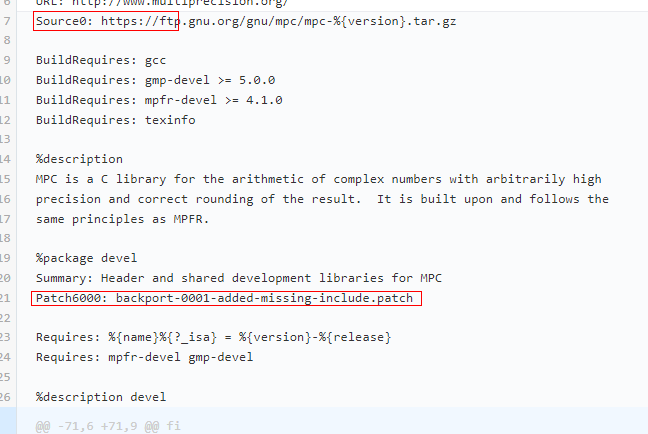 6 URL: http://www.multiprecision.org/
7 Source0: https://ftp.gnu.org/gnu/mpc/mpc-%{version}.tar.gz
8
9 BuildRequires: gcc
10 BuildRequires: gmp-devel >= 5.0.0
11 BuildRequires: mpfr-devel >= 4.1.0
12 BuildRequires: texinfo
13
14 %description
15 MPC is a C library for the arithmetic of complex numbers with arbitrarily high
16 precision and correct rounding of the result.  It is built upon and follows the
17 same principles as MPFR.
18
19 %package devel
20 Summary: Header and shared development libraries for MPC
21 Patch6000: backport-0001-added-missing-include.patch
22
23 Requires: %{name}%{?_isa} = %{version}-%{release}
24 Requires: mpfr-devel gmp-devel
25
26 %description devel
@@ -71,6 +71,9 @@ fi